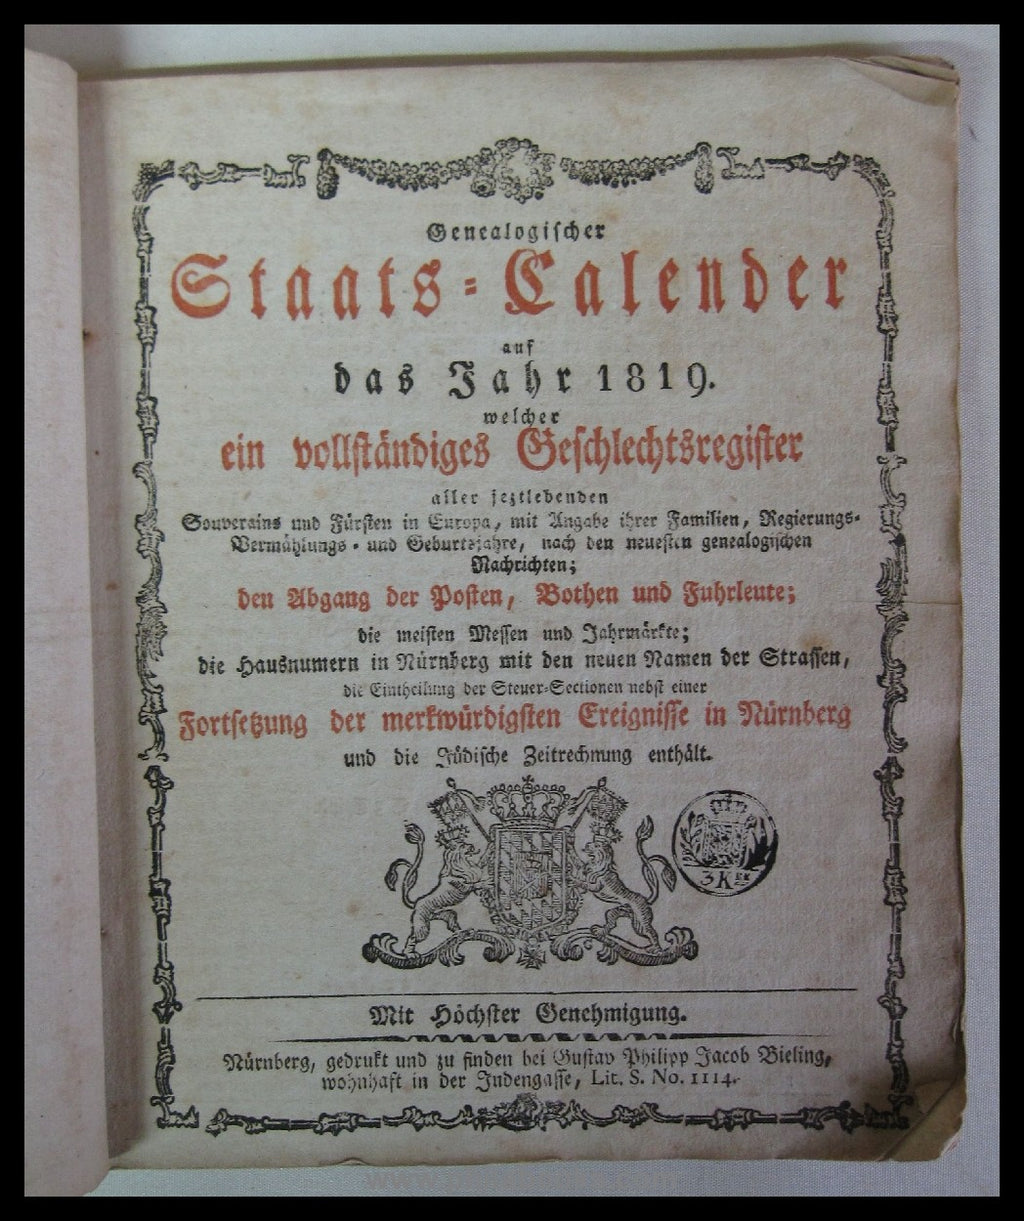 Genealogischer
Staats-Calender
auf
das Jahr 1819.
welcher
ein vollständiges Geschlechtsregister
aller jeztlebenden
Souverains und Fürsten in Europa, mit Angabe ihrer Familien, Regierungs-
Vermählungs- und Geburtsjahre, nach den neuesten genealogischen
Nachrichten;
den Abgang der Posten, Bothen und Fuhrleute;
die meisten Messen und Jahrmärkte;
die Hausnumern in Nürnberg mit den neuen Namen der Strassen,
die Eintheilung der Steuer-Sectionen nebst einer
Fortsetzung der merkwürdigsten Ereignisse in Nürnberg
und die Jüdische Zeitrechnung enthält.
3 Kr
Mit Höchster Genehmigung.
Nürnberg, gedrukt und zu finden bei Gustav Philipp Jacob Bieling,
wohnhaft in der Judengasse, Lit. S. No. 1114.